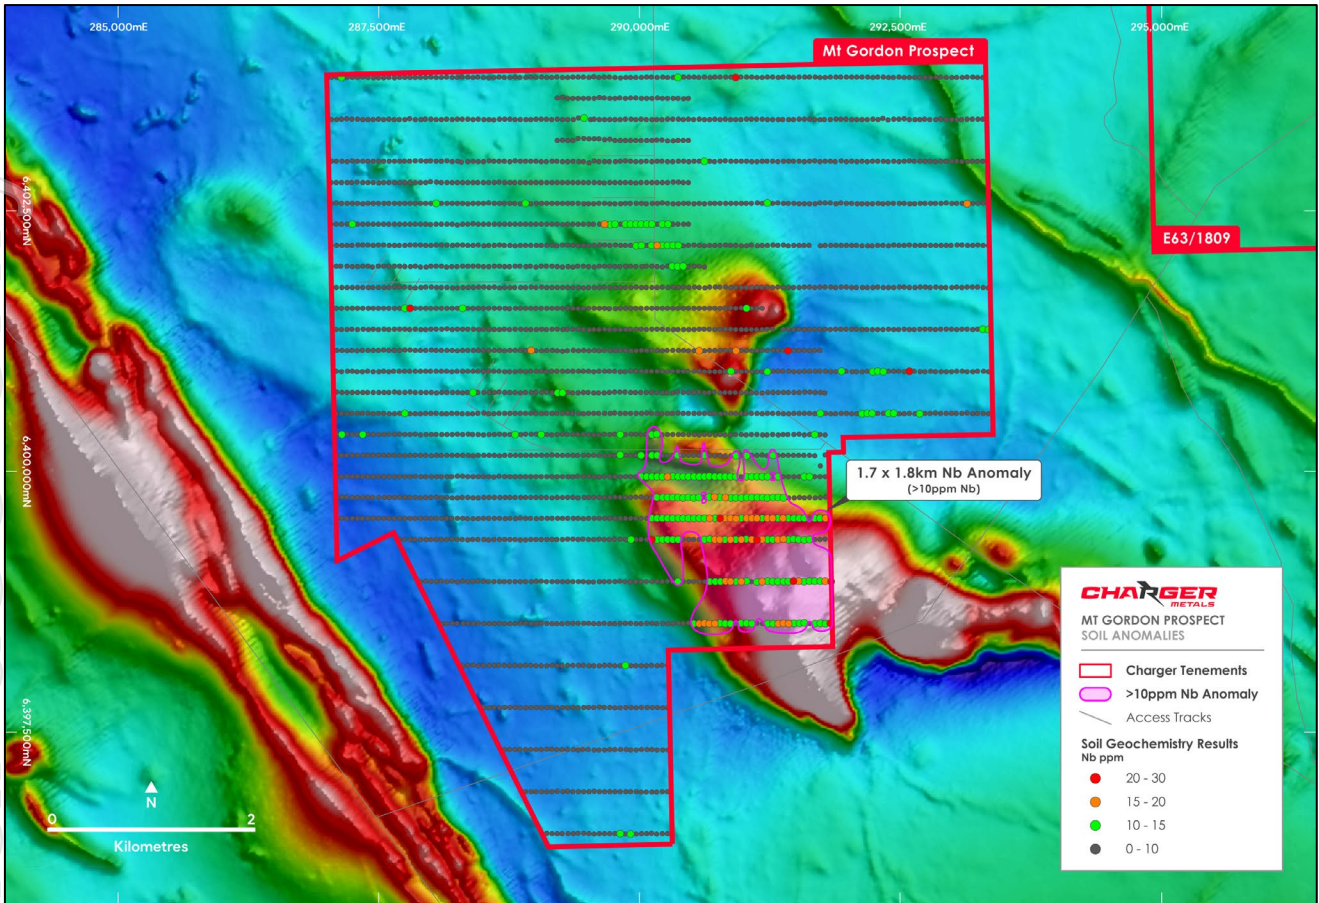 285,000mE
287,500mE
290,000mE
292,500mE
295,000mE
Mt Gordon Prospect
6,402,500mN
E63/1809
6,400,000mN
1.7 x 1.8km Nb Anomaly
(>10ppm Nb)
6,397,500mN
N
0 2
Kilometres
CHARGER
METALS
MT GORDON PROSPECT
SOIL ANOMALIES
Charger Tenements
>10ppm Nb Anomaly
Access Tracks
Soil Geochemistry Results
Nb ppm
20 - 30
15 - 20
10 - 15
0 - 10